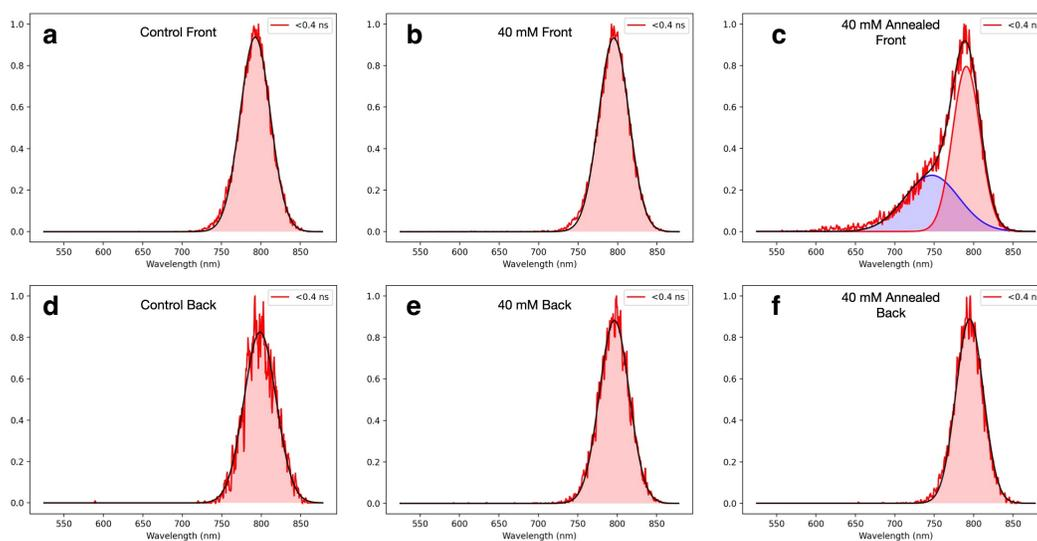 a
Control Front
<0.4 ns
1.0
0.8
0.6
0.4
0.2
0.0
550 600 650 700 750 800 850
Wavelength (nm)
b
40 mM Front
<0.4 ns
1.0
0.8
0.6
0.4
0.2
0.0
550 600 650 700 750 800 850
Wavelength (nm)
c
40 mM Annealed
Front
<0.4 n
1.0
0.8
0.6
0.4
0.2
0.0
550 600 650 700 750 800 850
Wavelength (nm)
d
Control Back
<0.4 ns
1.0
0.8
0.6
0.4
0.2
0.0
550 600 650 700 750 800 850
Wavelength (nm)
e
40 mM Back
<0.4 ns
1.0
0.8
0.6
0.4
0.2
0.0
550 600 650 700 750 800 850
Wavelength (nm)
f
40 mM Annealed
Back
<0.4 n
1.0
0.8
0.6
0.4
0.2
0.0
550 600 650 700 750 800 850
Wavelength (nm)